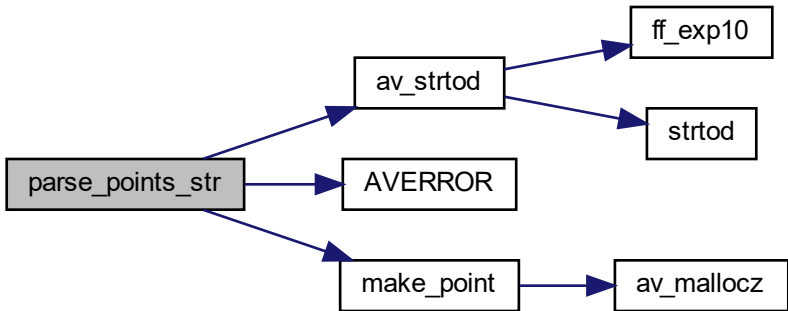 ff_exp10
av_strtod
strtod
parse_points_str
AVERROR
make_point
av_mallocz